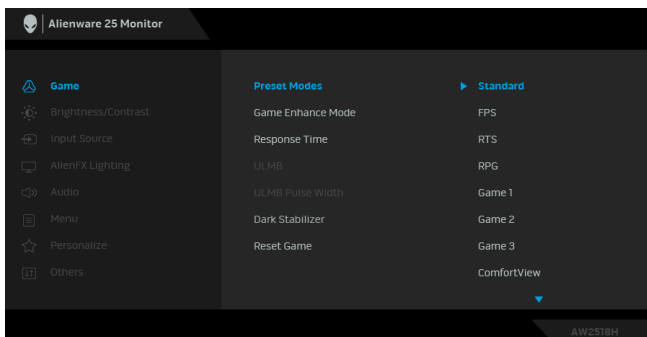 Alienware 25 Monitor
Game
Preset Modes
Standard
Brightness/Contrast
Game Enhance Mode
FPS
Input Source
Response Time
RTS
AlienFX Lighting
ULMB
RPG
Audio
ULMB Pulse Width
Game 1
Menu
Dark Stabilizer
Game 2
Personalize
Reset Game
Game 3
Others
ComfortView
AW2518H